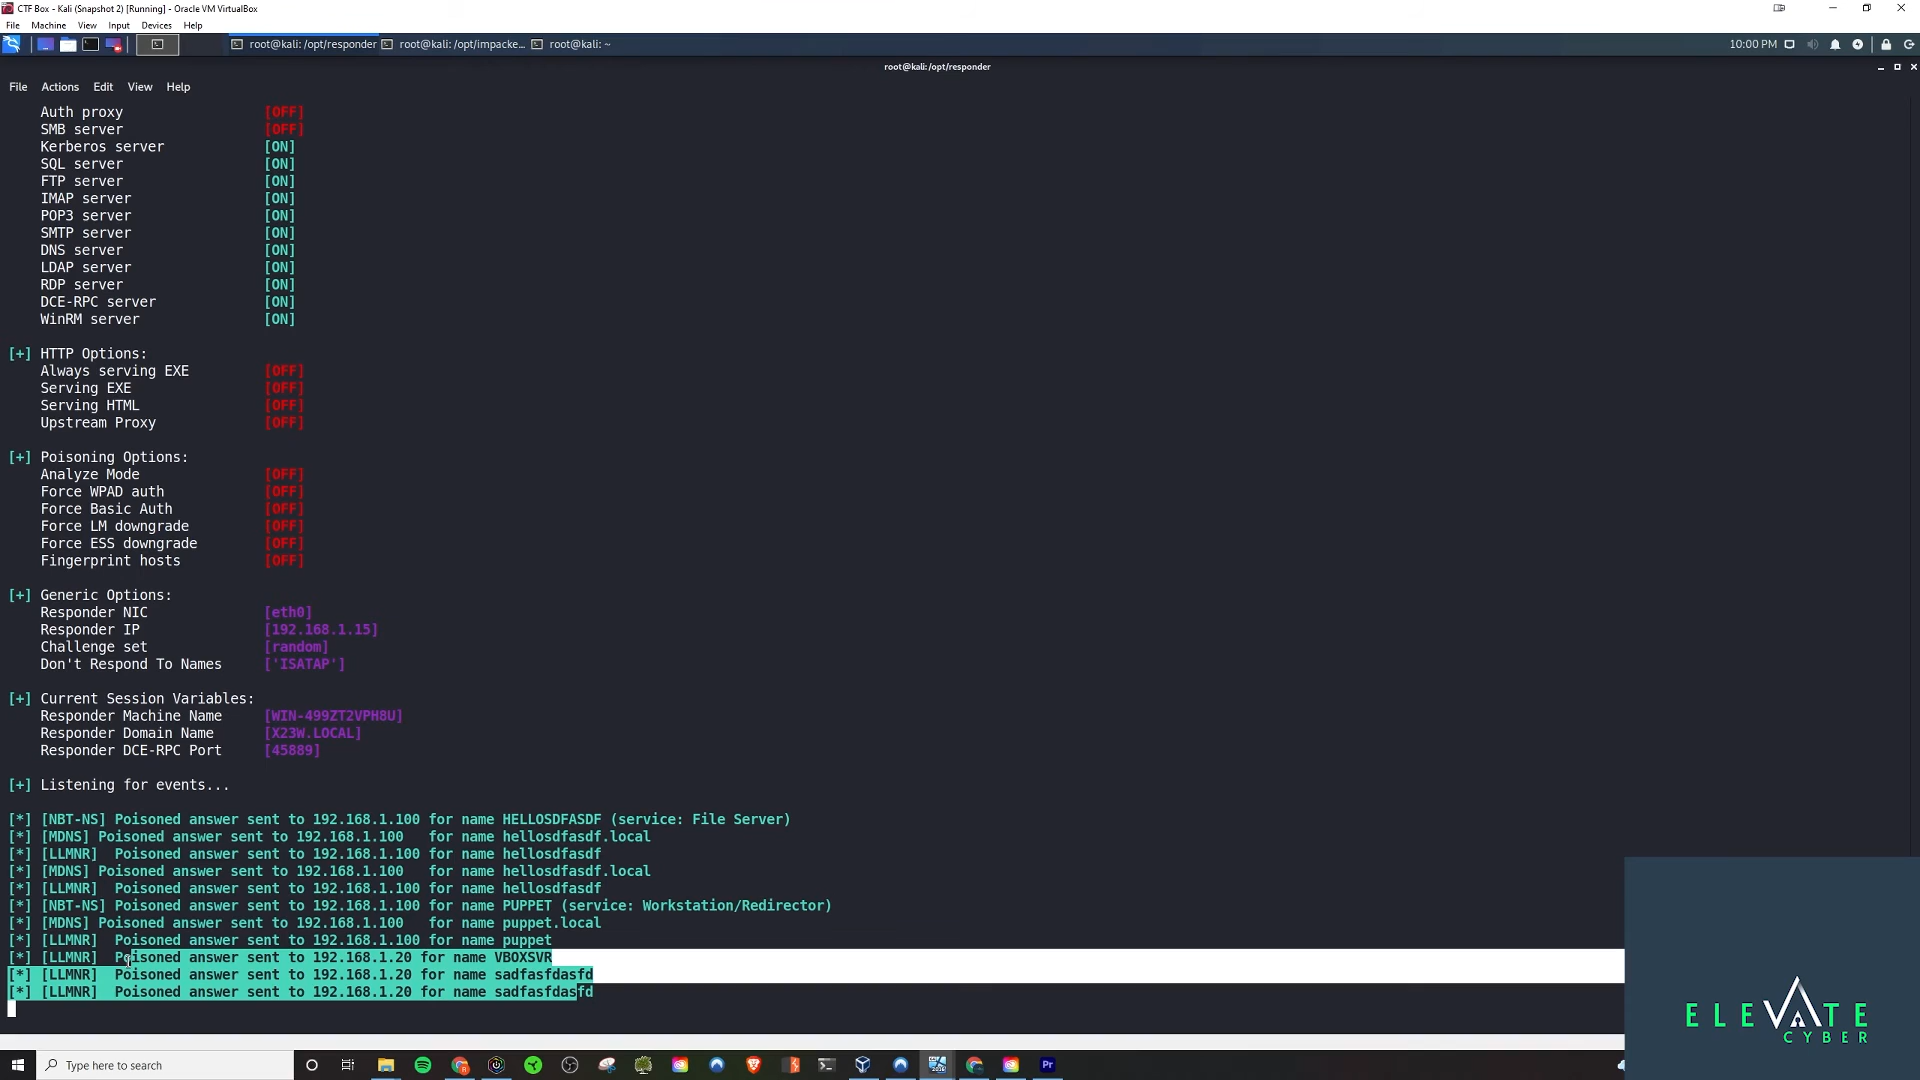 CTF Box - Kali (Snapshot 2) [Running] - Oracle VM VirtualBox
File Machine View Input Devices Help
root@kali: /opt/responder root@kali: /opt/impacke... root@kali: ~ 10:00 PM
root@kali: /opt/responder
File Actions Edit View Help
Auth proxy [OFF]
SMB server [OFF]
Kerberos server [ON]
SQL server [ON]
FTP server [ON]
IMAP server [ON]
POP3 server [ON]
SMTP server [ON]
DNS server [ON]
LDAP server [ON]
RDP server [ON]
DCE-RPC server [ON]
WinRM server [ON]
[+] HTTP Options:
Always serving EXE [OFF]
Serving EXE [OFF]
Serving HTML [OFF]
Upstream Proxy [OFF]
[+] Poisoning Options:
Analyze Mode [OFF]
Force WPAD auth [OFF]
Force Basic Auth [OFF]
Force LM downgrade [OFF]
Force ESS downgrade [OFF]
Fingerprint hosts [OFF]
[+] Generic Options:
Responder NIC [eth0]
Responder IP [192.168.1.15]
Challenge set [random]
Don't Respond To Names ['ISATAP']
[+] Current Session Variables:
Responder Machine Name [WIN-499ZT2VPH8U]
Responder Domain Name [X23W.LOCAL]
Responder DCE-RPC Port [45889]
[+] Listening for events...
[*] [NBT-NS] Poisoned answer sent to 192.168.1.100 for name HELLOSDFASDF (service: File Server)
[*] [MDNS] Poisoned answer sent to 192.168.1.100 for name hellosdfasdf.local
[*] [LLMNR] Poisoned answer sent to 192.168.1.100 for name hellosdfasdf
[*] [MDNS] Poisoned answer sent to 192.168.1.100 for name hellosdfasdf.local
[*] [LLMNR] Poisoned answer sent to 192.168.1.100 for name hellosdfasdf
[*] [NBT-NS] Poisoned answer sent to 192.168.1.100 for name PUPPET (service: Workstation/Redirector)
[*] [MDNS] Poisoned answer sent to 192.168.1.100 for name puppet.local
[*] [LLMNR] Poisoned answer sent to 192.168.1.100 for name puppet
[*] [LLMNR] Poisoned answer sent to 192.168.1.20 for name VBOXSVR
[*] [LLMNR] Poisoned answer sent to 192.168.1.20 for name sadfasfdasfd
[*] [LLMNR] Poisoned answer sent to 192.168.1.20 for name sadfasfdasfd
ELEVATE
CYBER
Type here to search
Pr